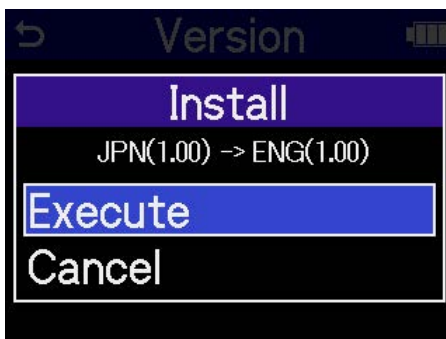 Version
Install
JPN(1.00) -> ENG(1.00)
Execute
Cancel